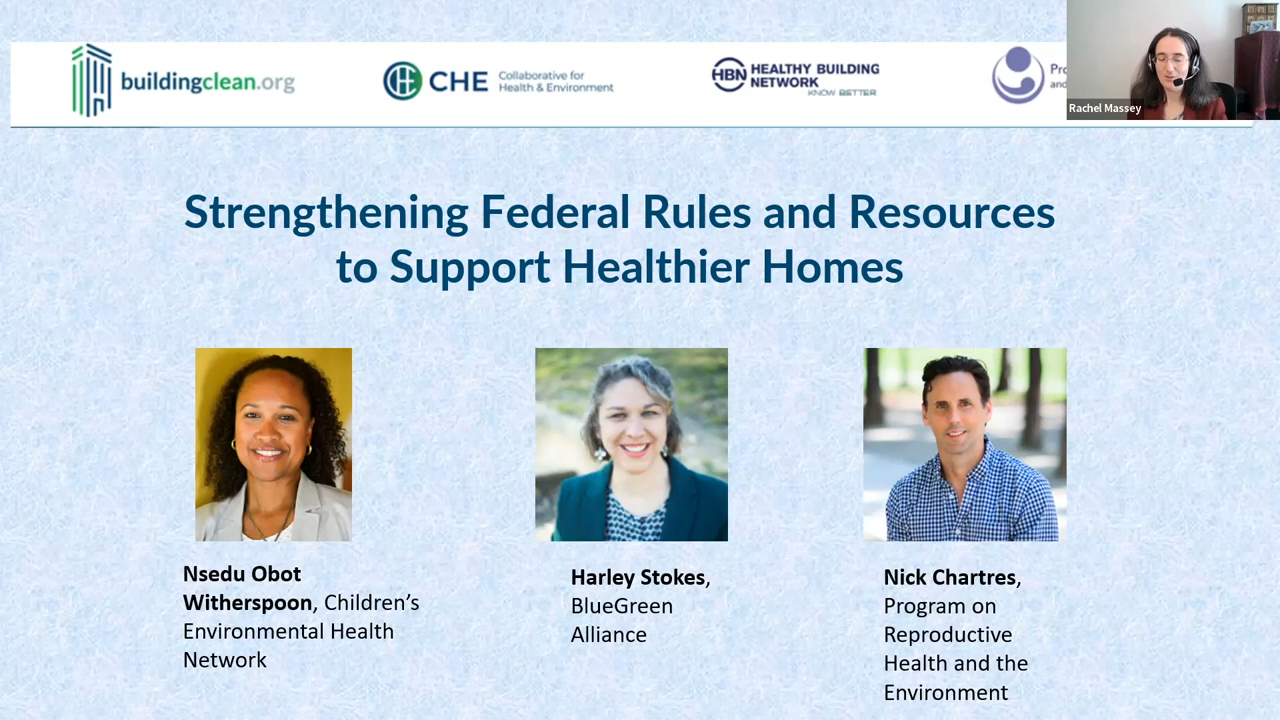 buildingclean.org
CHE
Collaborative for
Health & Environment
HBN
HEALTHY BUILDING
NETWORK
KNOW BETTER
Rachel Massey
Strengthening Federal Rules and Resources
to Support Healthier Homes
Nsedu Obot
Witherspoon, Children's
Environmental Health
Network
Harley Stokes,
BlueGreen
Alliance
Nick Chartres,
Program on
Reproductive
Health and the
Environment